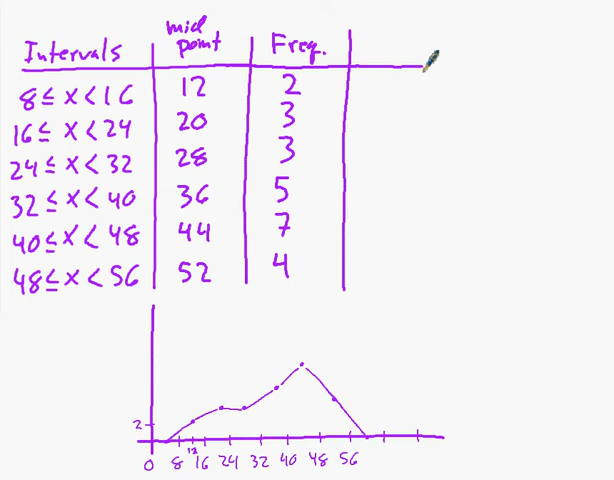 Intervals mid point Freq.
8 ≤ x < 16 12 2
16 ≤ x < 24 20 3
24 ≤ x < 32 28 3
32 ≤ x < 40 36 5
40 ≤ x < 48 44 7
48 ≤ x < 56 52 4
2
0 8 12 16 24 32 40 48 56